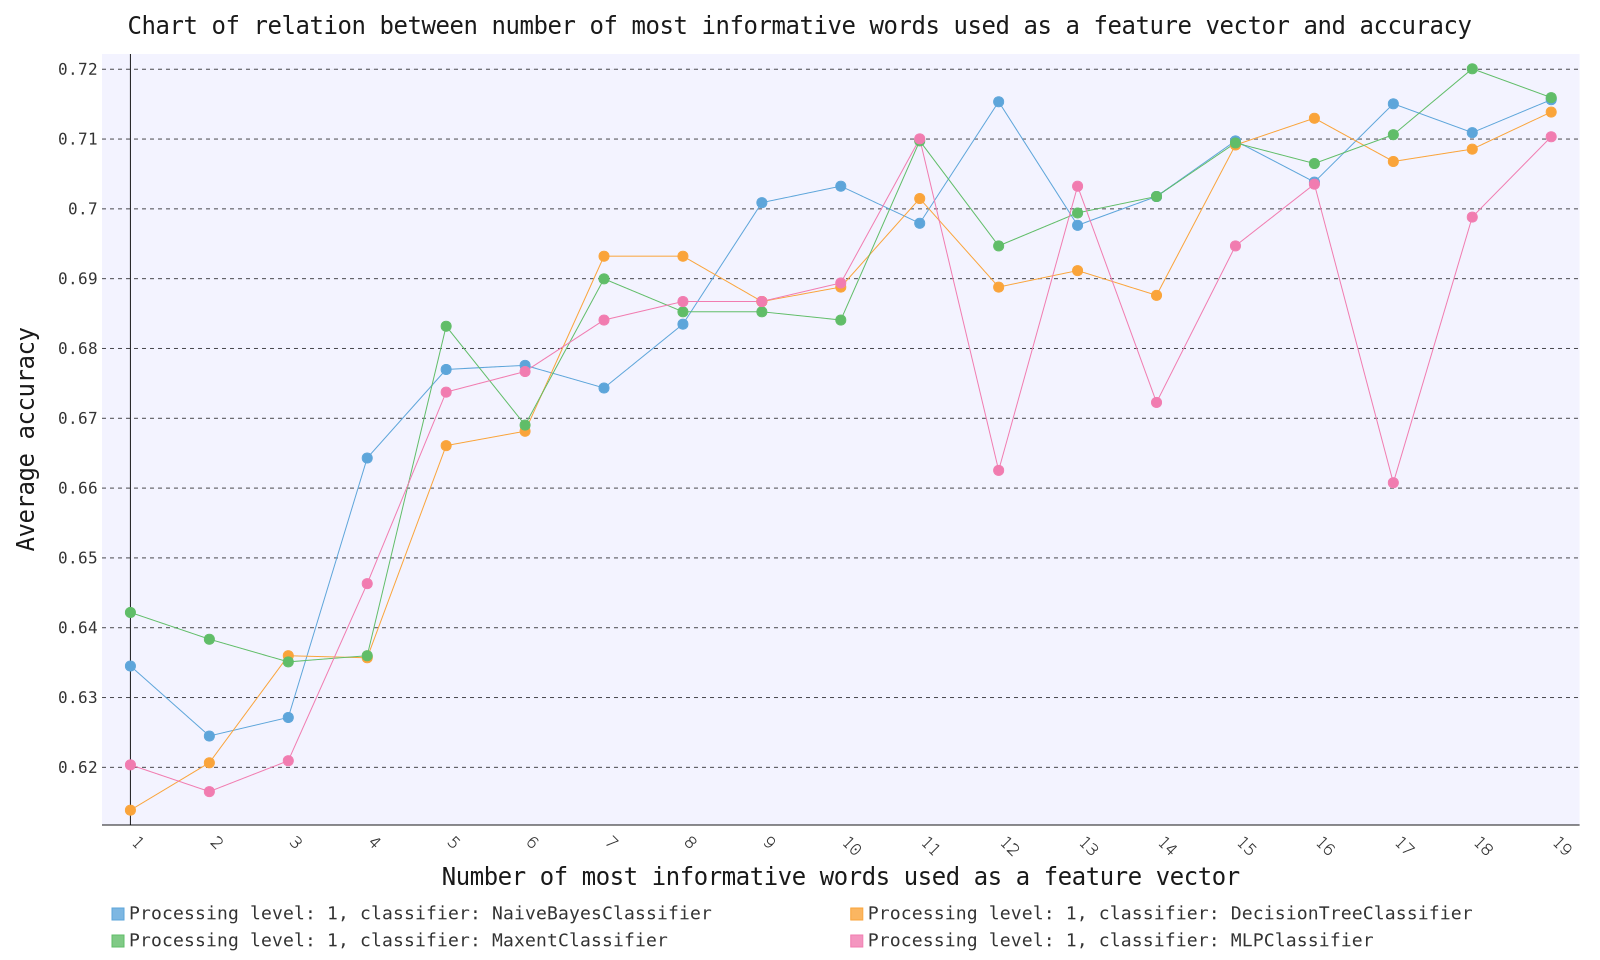 Chart of relation between number of most informative words used as a feature vector and accuracy
0.72
0.71
0.7
0.69
0.68
0.67
0.66
0.65
0.64
0.63
0.62
Average accuracy
1 2 3 4 5 6 7 8 9 10 11 12 13 14 15 16 17 18 19
Number of most informative words used as a feature vector
Processing level: 1, classifier: NaiveBayesClassifier
Processing level: 1, classifier: DecisionTreeClassifier
Processing level: 1, classifier: MaxentClassifier
Processing level: 1, classifier: MLPClassifier